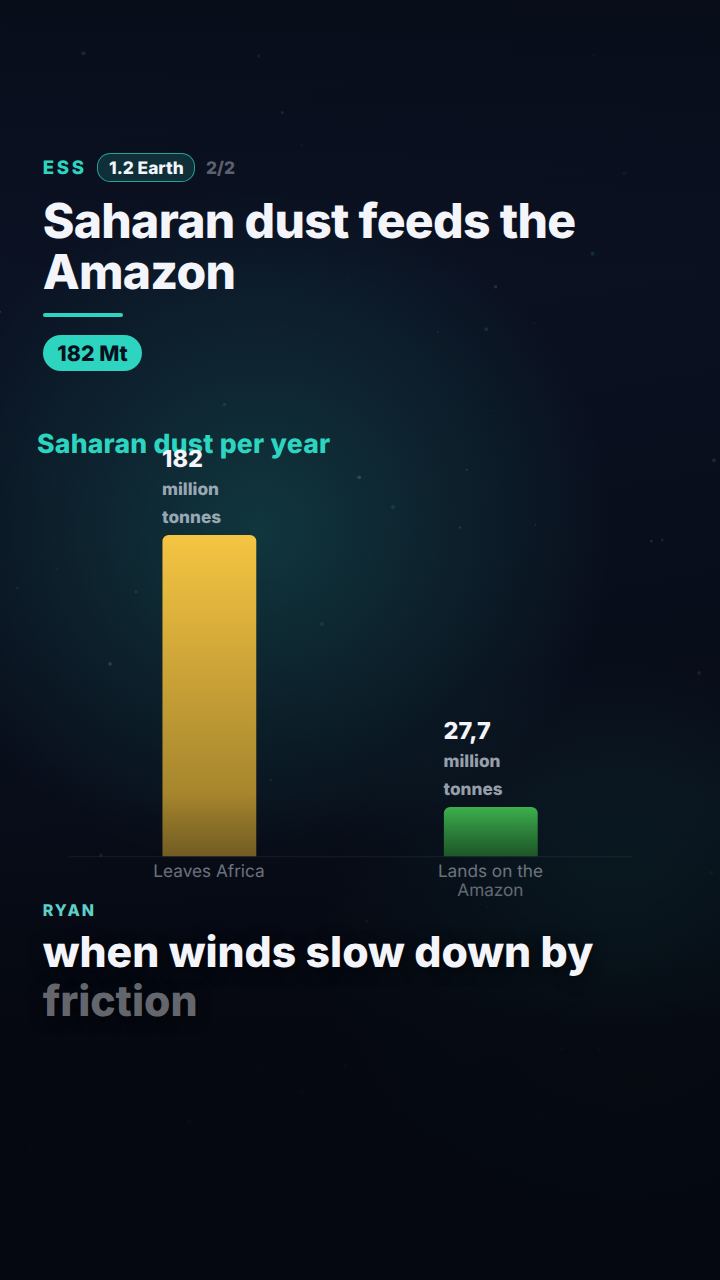 ESS 1.2 Earth 2/2
Saharan dust feeds the
Amazon
182 Mt
Saharan dust per year
182
million
tonnes
27,7
million
tonnes
Leaves Africa
Lands on the
Amazon
RYAN
when winds slow down by
friction